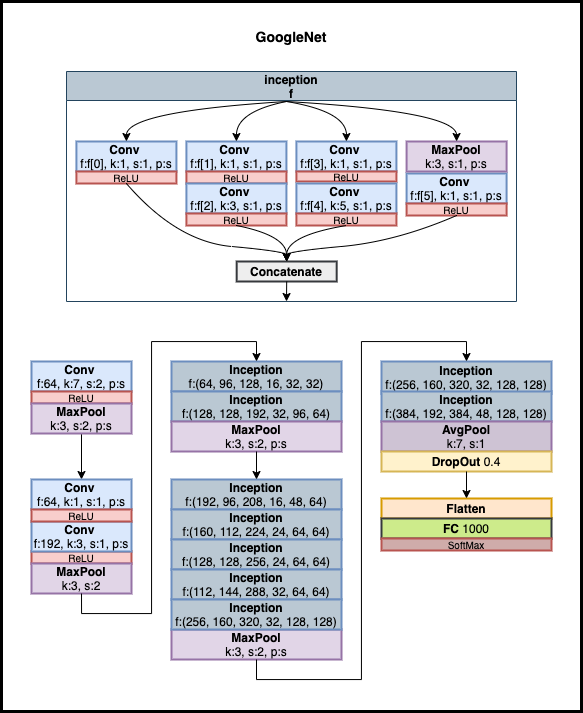 GoogleNet
inception
f
Conv
f:f[0], k:1, s:1, p:s
ReLU
Conv
f:f[1], k:1, s:1, p:s
ReLU
Conv
f:f[2], k:3, s:1, p:s
ReLU
Conv
f:f[3], k:1, s:1, p:s
ReLU
Conv
f:f[4], k:5, s:1, p:s
ReLU
MaxPool
k:3, s:1, p:s
Conv
f:f[5], k:1, s:1, p:s
ReLU
Concatenate
Conv
f:64, k:7, s:2, p:s
ReLU
MaxPool
k:3, s:2, p:s
Conv
f:64, k:1, s:1, p:s
ReLU
Conv
f:192, k:3, s:1, p:s
ReLU
MaxPool
k:3, s:2
Inception
f:(64, 96, 128, 16, 32, 32)
Inception
f:(128, 128, 192, 32, 96, 64)
MaxPool
k:3, s:2, p:s
Inception
f:(192, 96, 208, 16, 48, 64)
Inception
f:(160, 112, 224, 24, 64, 64)
Inception
f:(128, 128, 256, 24, 64, 64)
Inception
f:(112, 144, 288, 32, 64, 64)
Inception
f:(256, 160, 320, 32, 128, 128)
MaxPool
k:3, s:2, p:s
Inception
f:(256, 160, 320, 32, 128, 128)
Inception
f:(384, 192, 384, 48, 128, 128)
AvgPool
k:7, s:1
DropOut 0.4
Flatten
FC 1000
SoftMax